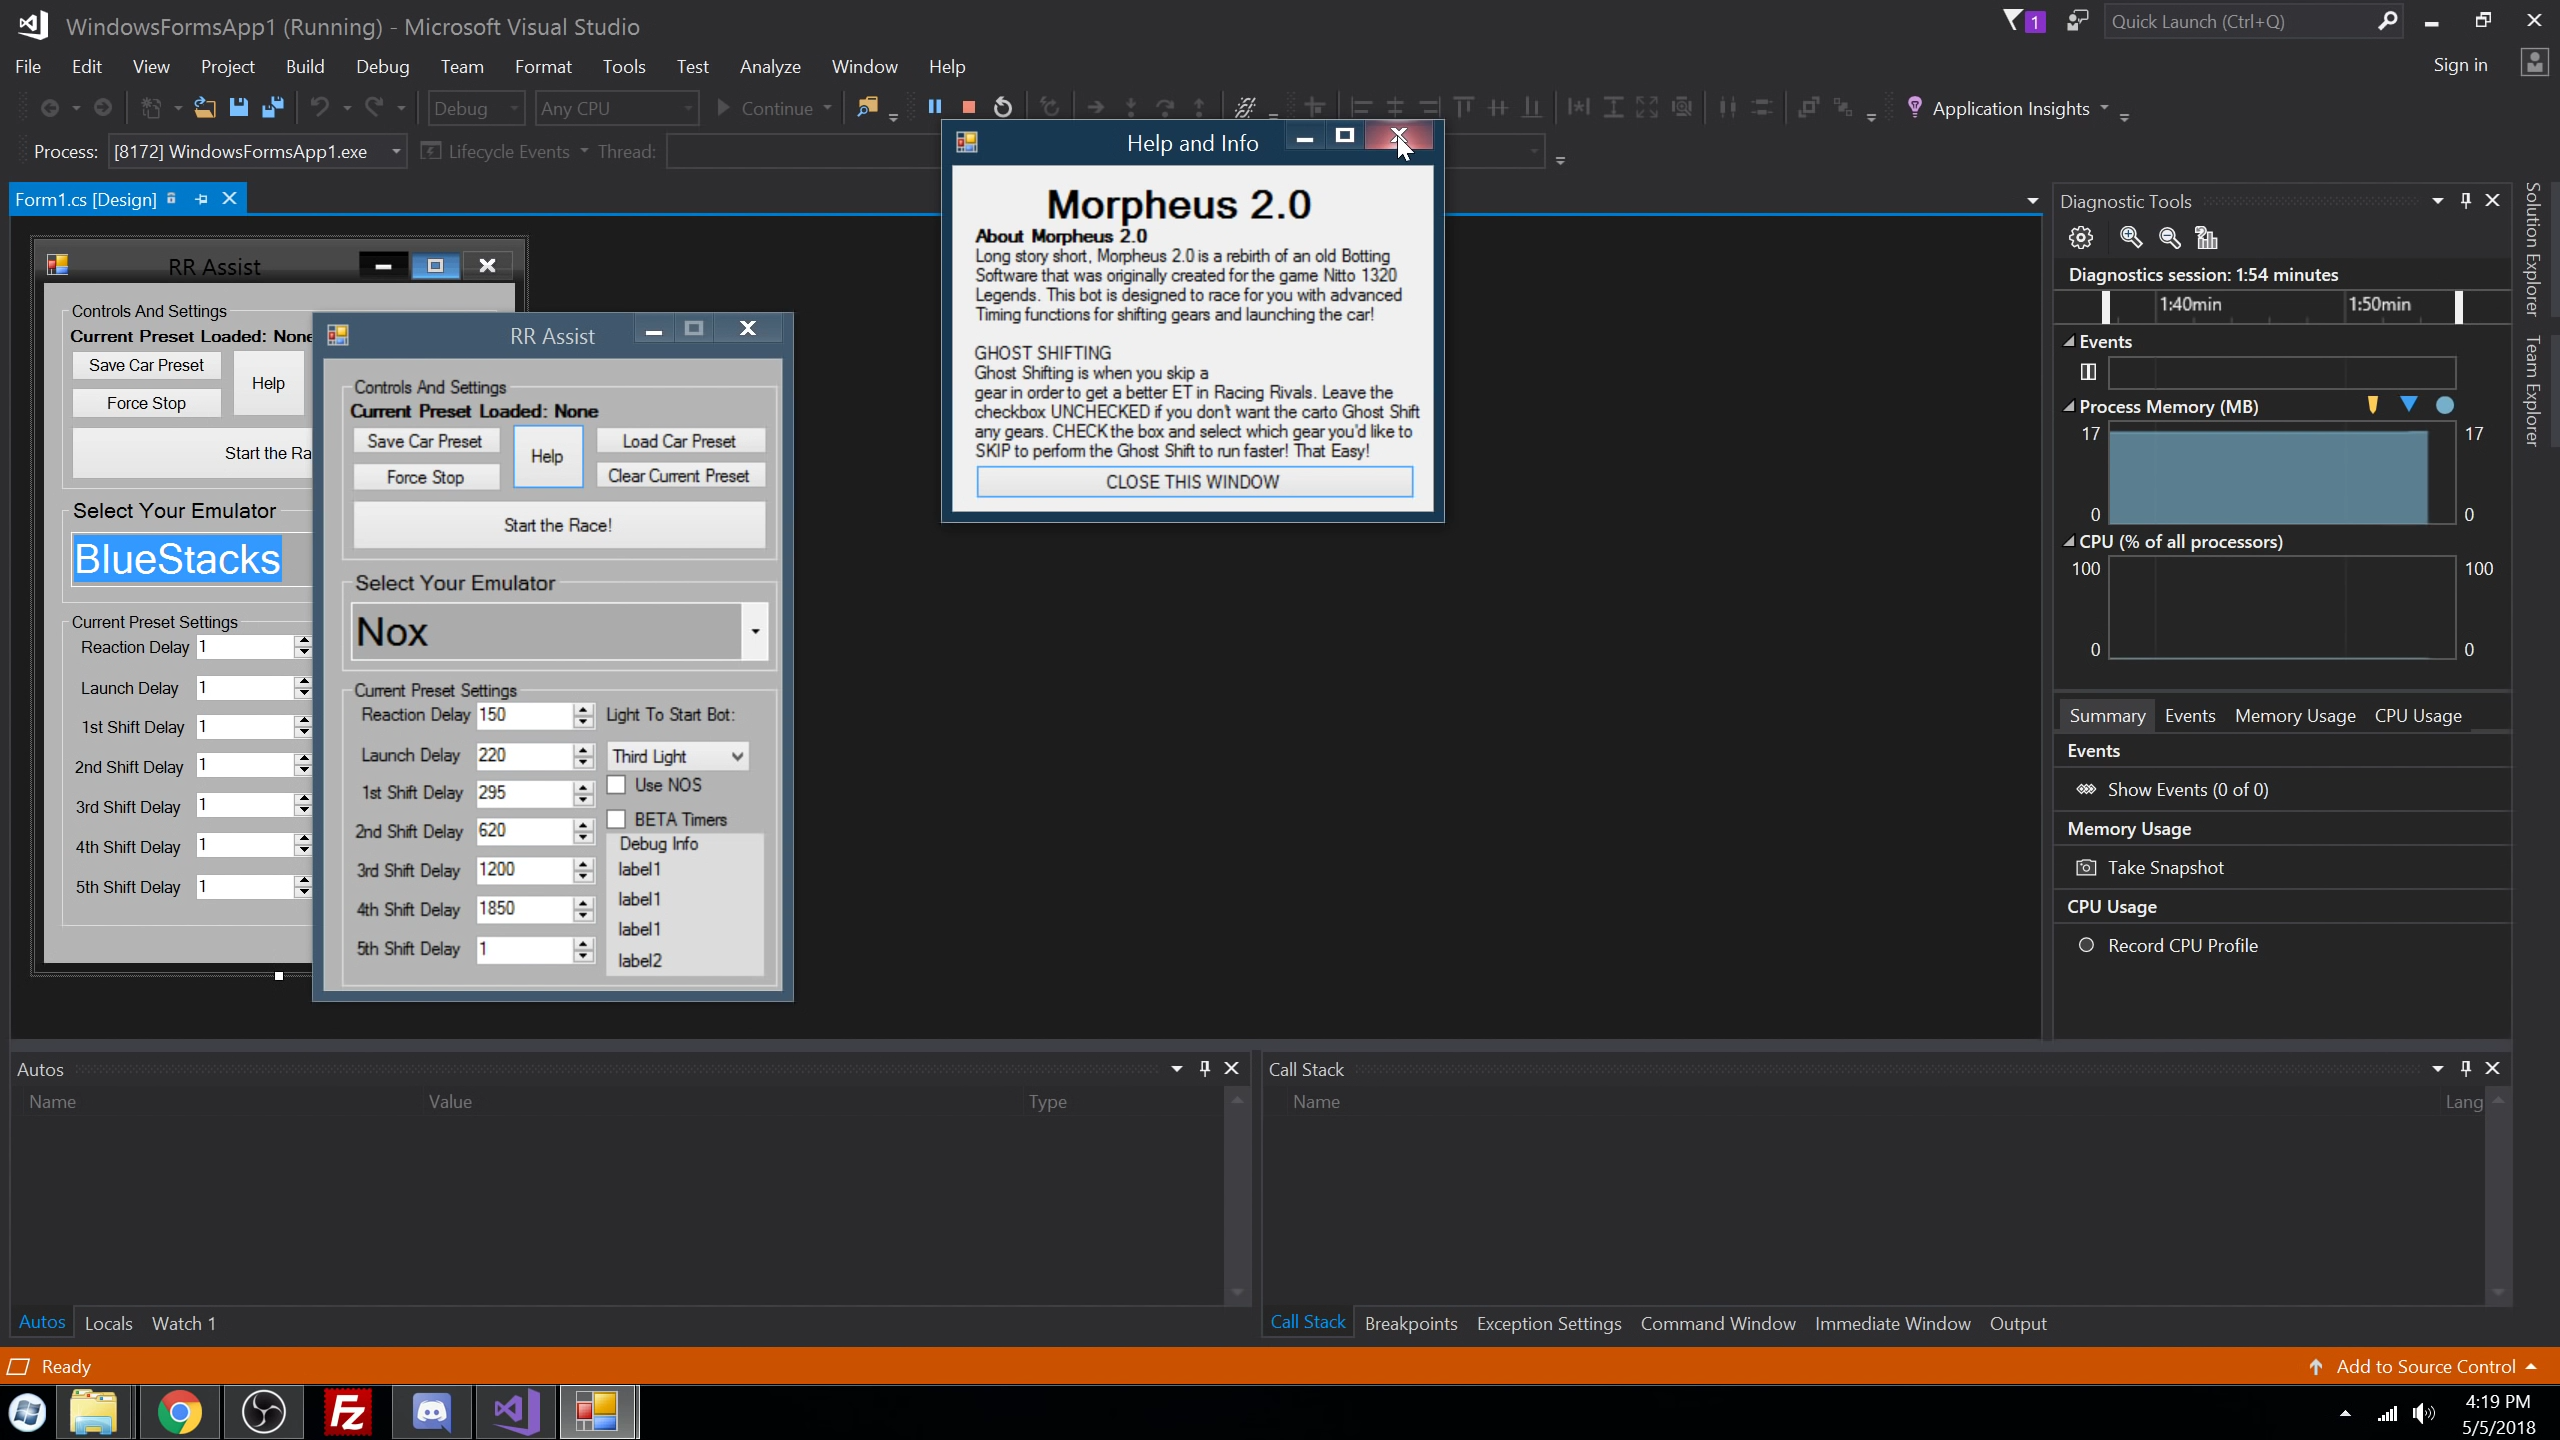 WindowsFormsApp1 (Running) - Microsoft Visual Studio
1
Quick Launch (Ctrl+Q)
File Edit View Project Build Debug Team Format Tools Test Analyze Window Help
Sign in
Debug Any CPU Continue Application Insights
Process: [8172] WindowsFormsApp1.exe Lifecycle Events Thread:
Form1.cs [Design]
RR Assist
Controls And Settings
Current Preset Loaded: None
Save Car Preset
Help
Force Stop
Start the Ra
Select Your Emulator
BlueStacks
Current Preset Settings
Reaction Delay 1
Launch Delay 1
1st Shift Delay 1
2nd Shift Delay 1
3rd Shift Delay 1
4th Shift Delay 1
5th Shift Delay 1
RR Assist
Controls And Settings
Current Preset Loaded: None
Save Car Preset Help Load Car Preset
Force Stop Clear Current Preset
Start the Race!
Select Your Emulator
Nox
Current Preset Settings
Reaction Delay 150 Light To Start Bot:
Launch Delay 220 Third Light
Use NOS
1st Shift Delay 295
BETA Timers
2nd Shift Delay 620
Debug Info
3rd Shift Delay 1200 label1
4th Shift Delay 1850 label1
label1
5th Shift Delay 1 label2
Help and Info
Morpheus 2.0
About Morpheus 2.0
Long story short, Morpheus 2.0 is a rebirth of an old Botting
Software that was originally created for the game Nitto 1320
Legends. This bot is designed to race for you with advanced
Timing functions for shifting gears and launching the car!
GHOST SHIFTING
Ghost Shifting is when you skip a
gear in order to get a better ET in Racing Rivals. Leave the
checkbox UNCHECKED if you don't want the carto Ghost Shift
any gears. CHECK the box and select which gear you'd like to
SKIP to perform the Ghost Shift to run faster! That Easy!
CLOSE THIS WINDOW
Diagnostic Tools
Diagnostics session: 1:54 minutes
1:40min 1:50min
Events
Process Memory (MB)
17 17
0 0
CPU (% of all processors)
100 100
0 0
Summary Events Memory Usage CPU Usage
Events
Show Events (0 of 0)
Memory Usage
Take Snapshot
CPU Usage
Record CPU Profile
Solution Explorer
Team Explorer
Autos
Name Value Type
Autos Locals Watch 1
Call Stack
Name Lang
Call Stack Breakpoints Exception Settings Command Window Immediate Window Output
Ready
Add to Source Control
4:19 PM
5/5/2018